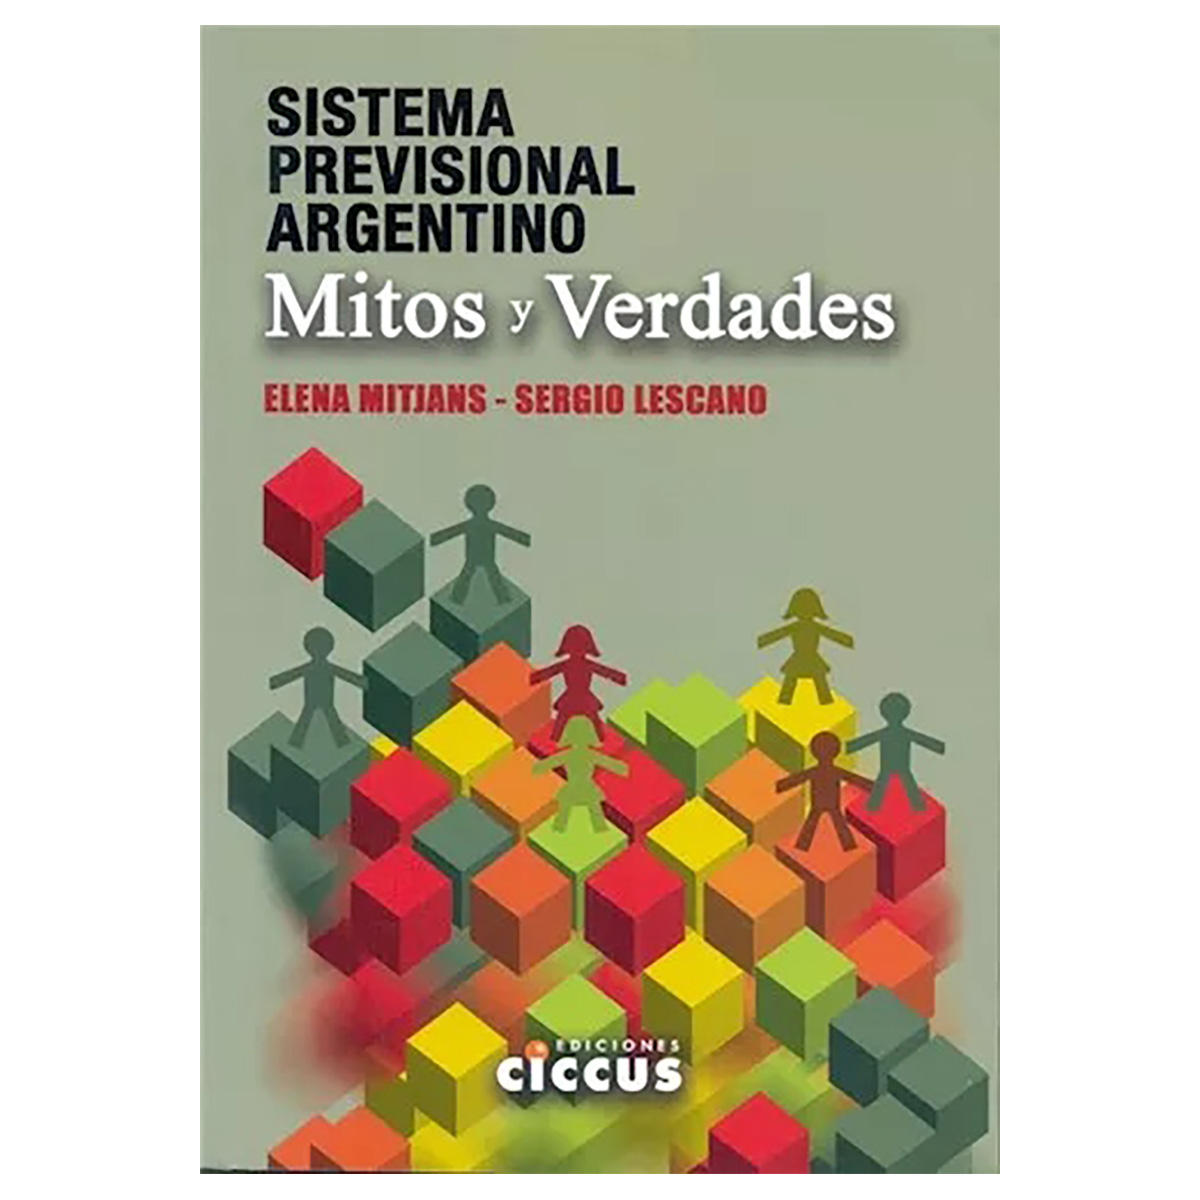 SISTEMA
PREVISIONAL
ARGENTINO
Mitos y Verdades
ELENA MITJANS - SERGIO LESCANO
EDICIONES
CICCUS